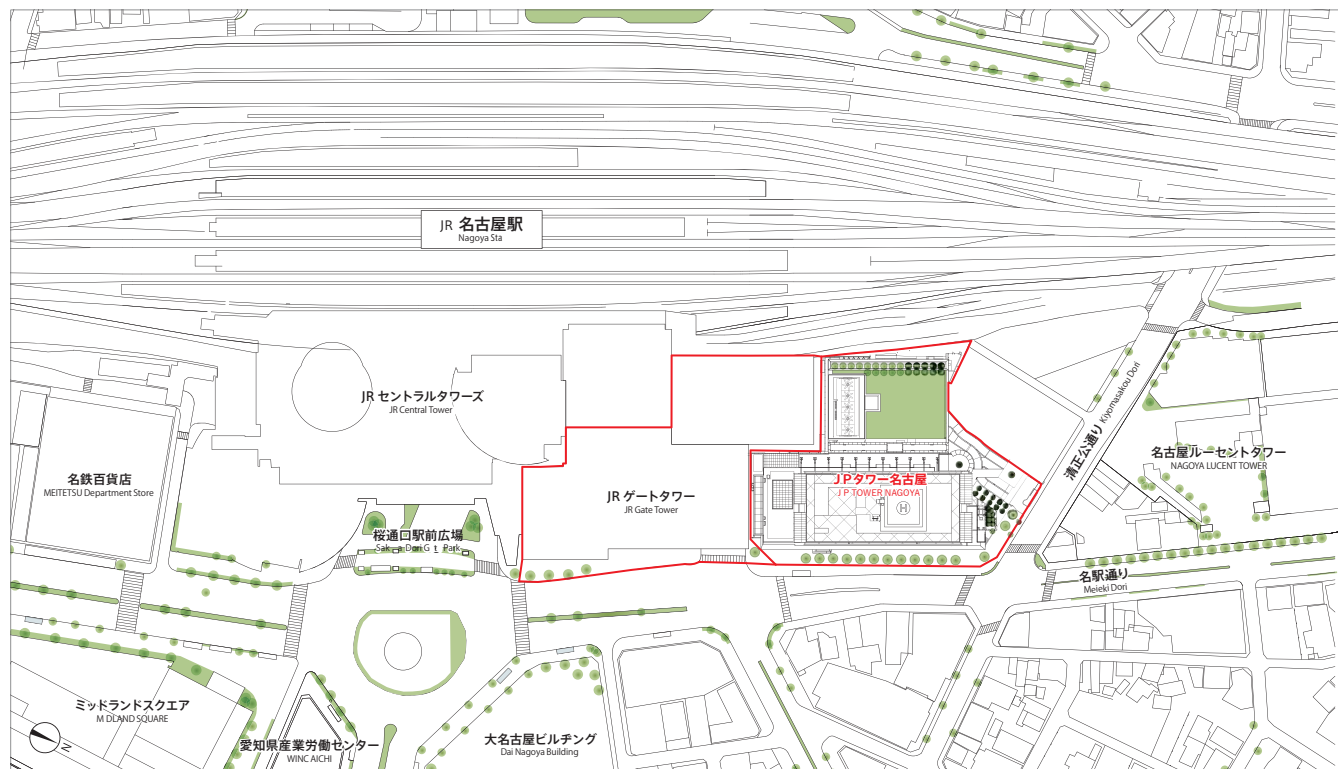 JR 名古屋駅
Nagoya Sta
JR セントラルタワーズ
JR Central Tower
名鉄百貨店
MEITETSU Department Store
JR ゲートタワー
JR Gate Tower
JPタワー名古屋
J P TOWER NAGOYA
H
清正公通り Kiyomasakou Dori
名古屋ルーセントタワー
NAGOYA LUCENT TOWER
桜通口駅前広場
Park
名駅通り
Meieki Dori
ミッドランドスクエア
M DLAND SQUARE
愛知県産業労働センター
WINC AICHI
大名古屋ビルヂング
Dai Nagoya Building
N